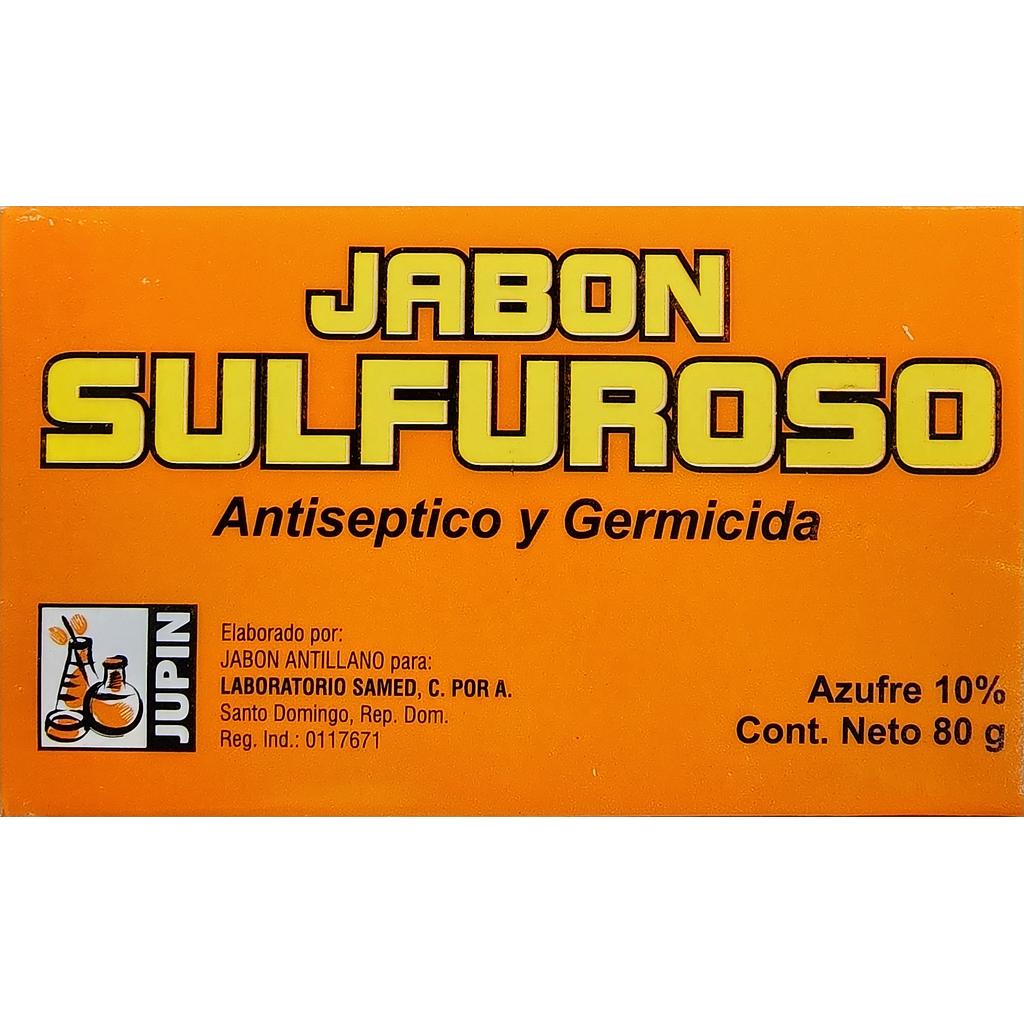 JABON
SULFUROSO
Antiseptico y Germicida
JUPIN
Elaborado por:
JABON ANTILLANO para:
LABORATORIO SAMED, C. POR A.
Santo Domingo, Rep. Dom.
Reg. Ind.: 0117671
Azufre 10%
Cont. Neto 80 g